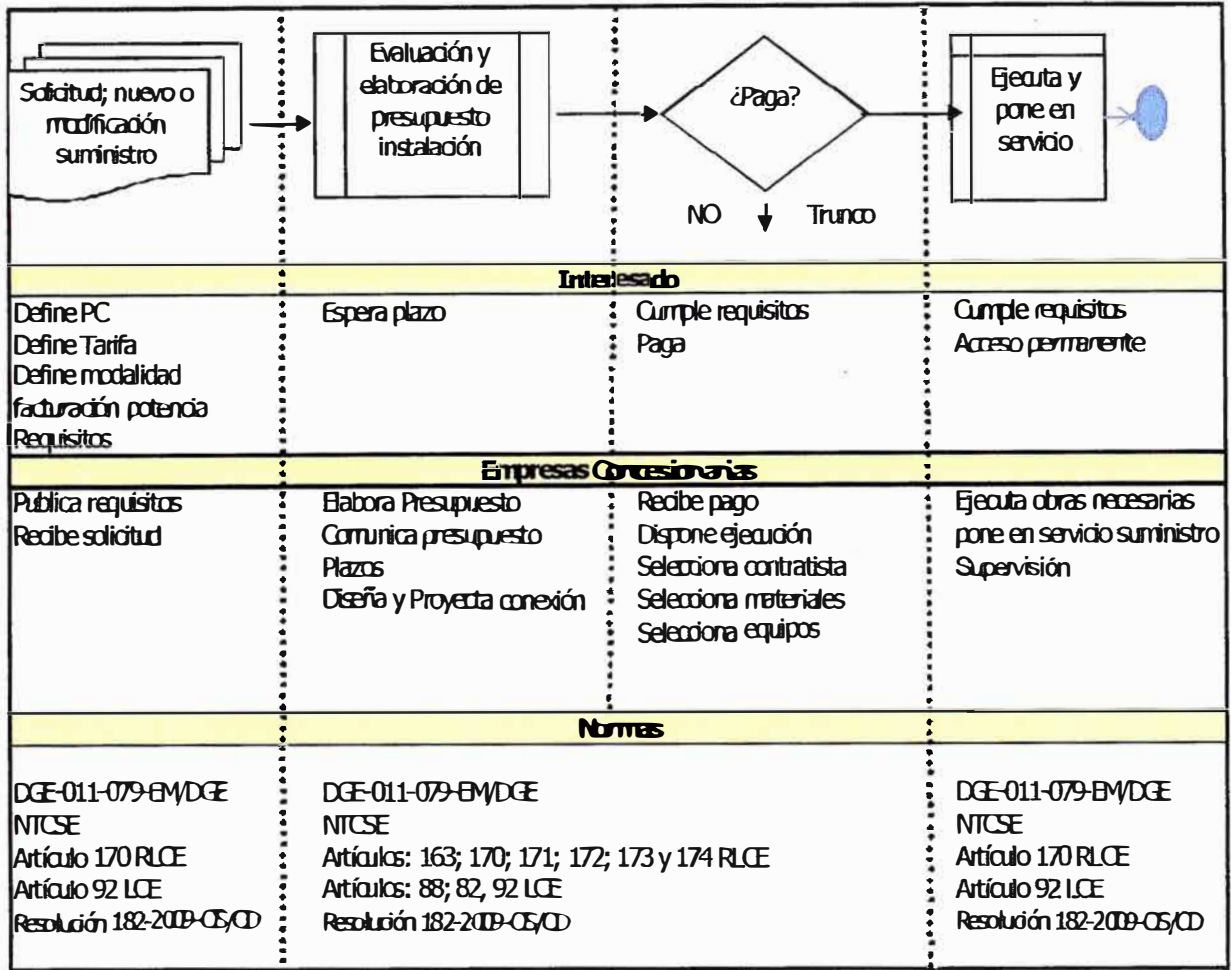 Solicitud; nuevo o
modificación
suministro
Evaluación y
elaboración de
presupuesto
instalación
¿Paga?
NO
Trunco
Ejecuta y
pone en
servicio
Interesado
Define PC
Define Tarifa
Define modalidad
facturación potencia
Requisitos
Espera plazo
Cumple requisitos
Paga
Cumple requisitos
Acceso permanente
Empresas Concesionarias
Publica requisitos
Recibe solicitud
Elabora Presupuesto
Comunica presupuesto
Plazos
Diseña y Proyecta conexión
Recibe pago
Dispone ejecución
Selecciona contratista
Selecciona materiales
Selecciona equipos
Ejecuta obras necesarias
pone en servicio suministro
Supervisión
Normas
DGE-011-079-EM/DGE
NTCSE
Artículo 170 RLCE
Artículo 92 LCE
Resolución 182-2009-OS/CD
DGE-011-079-EM/DGE
NTCSE
Artículos: 163; 170; 171; 172; 173 y 174 RLCE
Artículos: 88; 82, 92 LCE
Resolución 182-2009-OS/CD
DGE-011-079-EM/DGE
NTCSE
Artículo 170 RLCE
Artículo 92 LCE
Resolución 182-2009-OS/CD